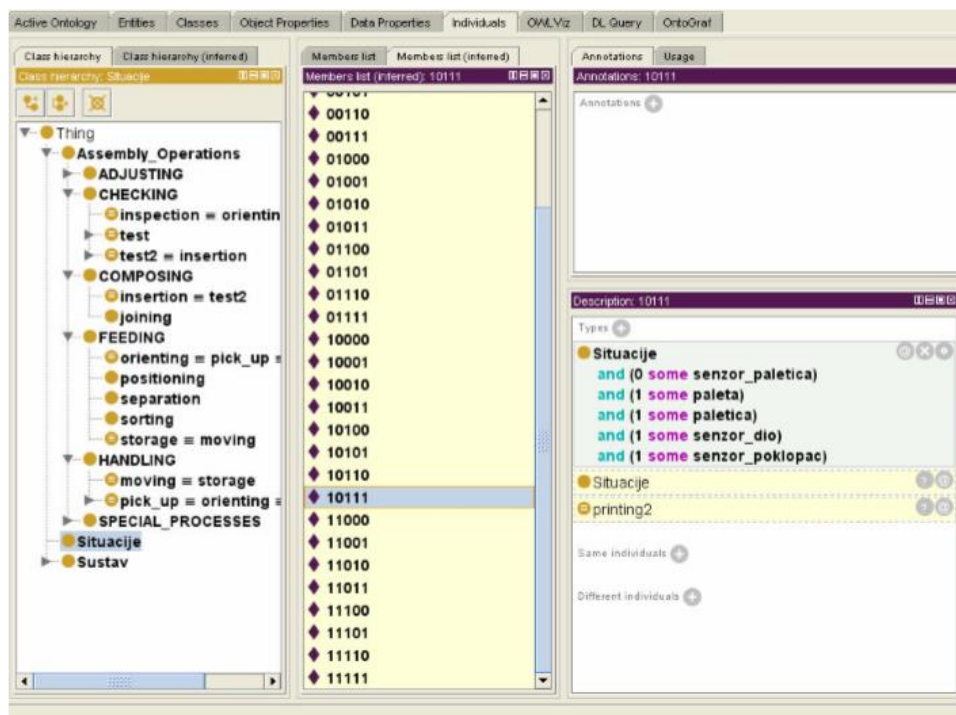 Active Ontology Entities Classes Object Properties Data Properties Individuals OWLViz DL Query OntoGraf
Class hierarchy Class hierarchy (inferred)
Class hierarchy: Situacije
Thing
Assembly_Operations
ADJUSTING
CHECKING
inspection ≡ orientin
test
test2 ≡ insertion
COMPOSING
insertion ≡ test2
joining
FEEDING
orienting ≡ pick_up ≡
positioning
separation
sorting
storage ≡ moving
HANDLING
moving ≡ storage
pick_up ≡ orienting ≡
SPECIAL_PROCESSES
Situacije
Sustav
Members list Members list (inferred)
Members list (inferred): 10111
00101
00110
00111
01000
01001
01010
01011
01100
01101
01110
01111
10000
10001
10010
10011
10100
10101
10110
10111
11000
11001
11010
11011
11100
11101
11110
11111
Annotations Usage
Annotations: 10111
Annotations
Description: 10111
Types
Situacije
and (0 some senzor_paletica)
and (1 some paleta)
and (1 some paletica)
and (1 some senzor_dio)
and (1 some senzor_poklopac)
Situacije
printing2
Same individuals
Different individuals